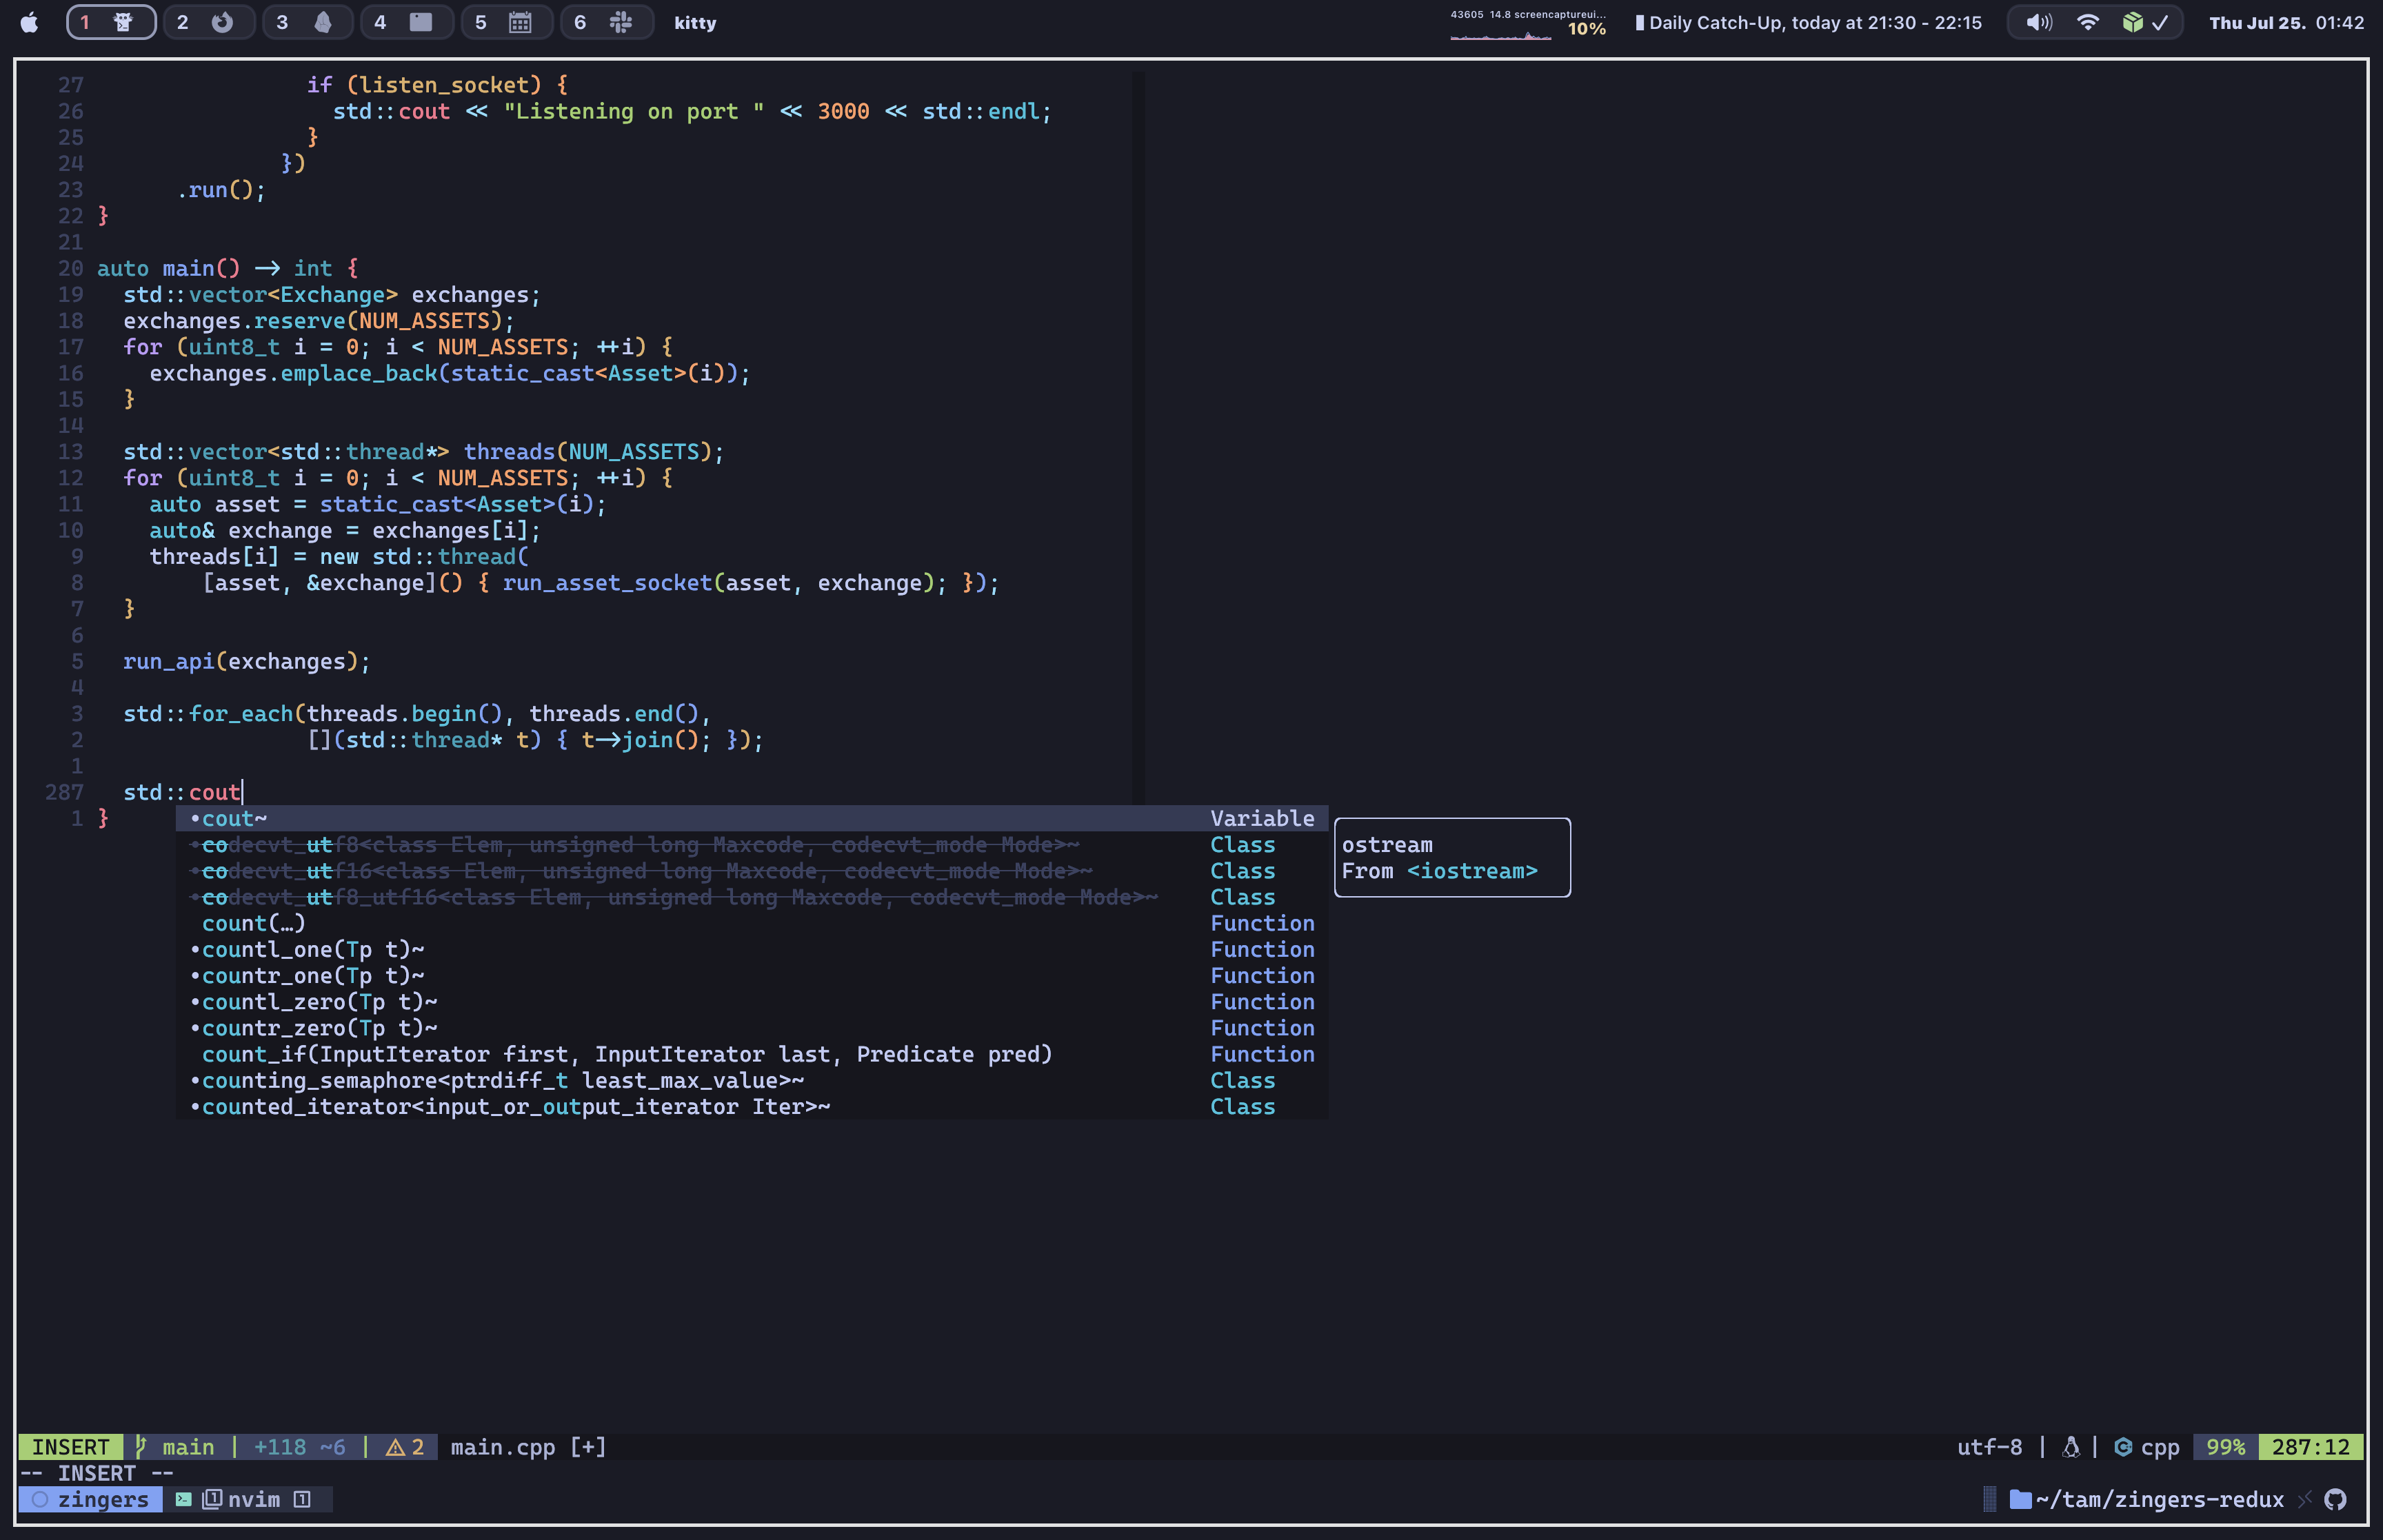 1 2 3 4 5 6 kitty 43605 14.8 screencaptureui... 10% Daily Catch-Up, today at 21:30 - 22:15 Thu Jul 25. 01:42
27                 if (listen_socket) {
26                   std::cout << "Listening on port " << 3000 << std::endl;
25                 }
24               })
23       .run();
22 }
21
20 auto main() -> int {
19   std::vector<Exchange> exchanges;
18   exchanges.reserve(NUM_ASSETS);
17   for (uint8_t i = 0; i < NUM_ASSETS; ++i) {
16     exchanges.emplace_back(static_cast<Asset>(i));
15   }
14
13   std::vector<std::thread*> threads(NUM_ASSETS);
12   for (uint8_t i = 0; i < NUM_ASSETS; ++i) {
11     auto asset = static_cast<Asset>(i);
10     auto& exchange = exchanges[i];
9     threads[i] = new std::thread(
8         [asset, &exchange]() { run_asset_socket(asset, exchange); });
7   }
6
5   run_api(exchanges);
4
3   std::for_each(threads.begin(), threads.end(),
2                 [](std::thread* t) { t->join(); });
1
287   std::cout
1 }
•cout~ Variable
•codecvt_utf8<class Elem, unsigned long Maxcode, codecvt_mode Mode>~ Class
•codecvt_utf16<class Elem, unsigned long Maxcode, codecvt_mode Mode>~ Class
•codecvt_utf8_utf16<class Elem, unsigned long Maxcode, codecvt_mode Mode>~ Class
count(…) Function
•countl_one(Tp t)~ Function
•countr_one(Tp t)~ Function
•countl_zero(Tp t)~ Function
•countr_zero(Tp t)~ Function
count_if(InputIterator first, InputIterator last, Predicate pred) Function
•counting_semaphore<ptrdiff_t least_max_value>~ Class
•counted_iterator<input_or_output_iterator Iter>~ Class
ostream
From <iostream>
INSERT main | +118 ~6 | 2 main.cpp [+] utf-8 | | cpp 99% 287:12
-- INSERT --
zingers 1 nvim 1 ~/tam/zingers-redux